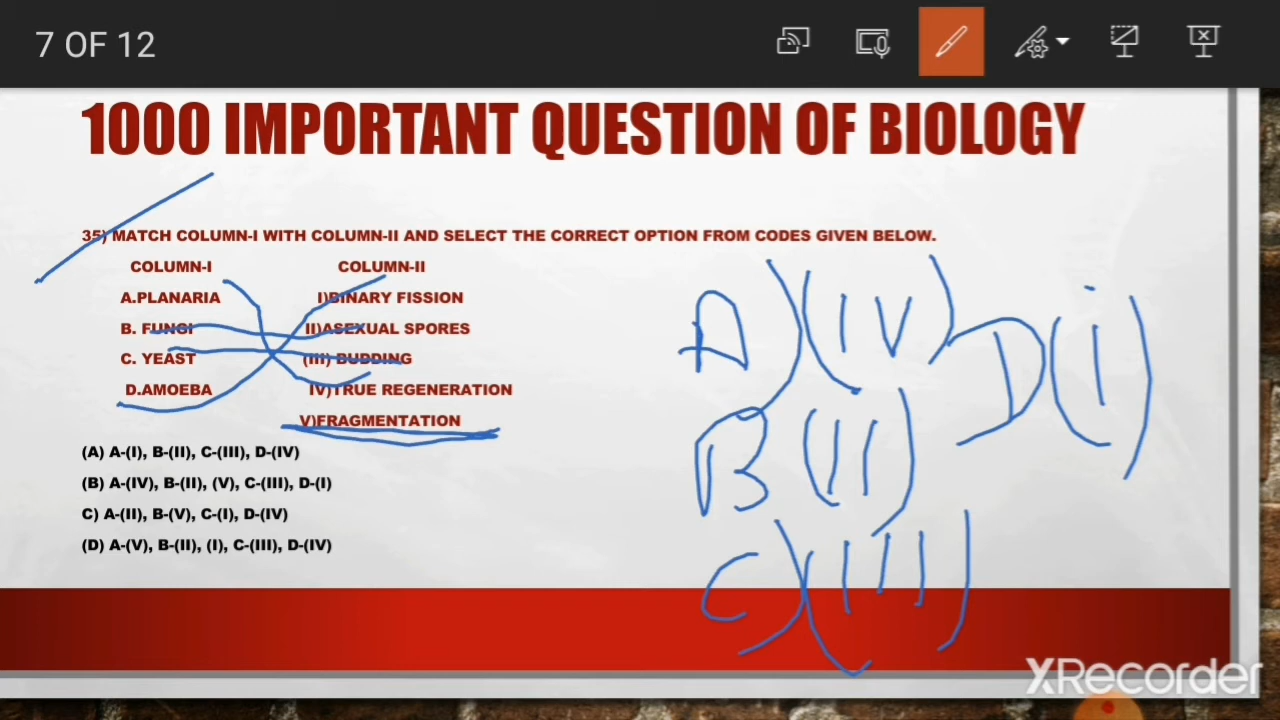 7 OF 12
1000 IMPORTANT QUESTION OF BIOLOGY
35) MATCH COLUMN-I WITH COLUMN-II AND SELECT THE CORRECT OPTION FROM CODES GIVEN BELOW.
COLUMN-I COLUMN-II
A.PLANARIA I)BINARY FISSION
B. FUNGI II)ASEXUAL SPORES
C. YEAST (III) BUDDING
D.AMOEBA IV)TRUE REGENERATION
V)FRAGMENTATION
(A) A-(I), B-(II), C-(III), D-(IV)
(B) A-(IV), B-(II), (V), C-(III), D-(I)
C) A-(II), B-(V), C-(I), D-(IV)
(D) A-(V), B-(II), (I), C-(III), D-(IV)
A) (IV) D(i)
B (II)
C) (III)
XRecorder